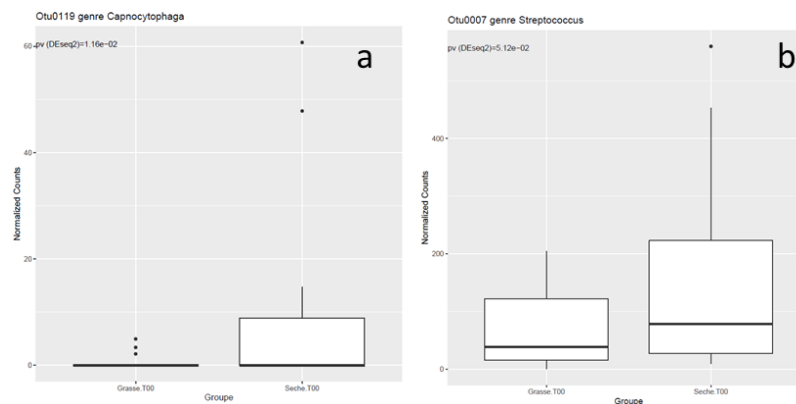 Otu0119 genre Capnocytophaga
pv (DEseq2)=1.16e−02
a
60
40
20
0
Normalized Counts
Grasse.T00
Seche.T00
Groupe
Otu0007 genre Streptococcus
pv (DEseq2)=5.12e−02
b
400
200
0
Normalized Counts
Grasse.T00
Seche.T00
Groupe